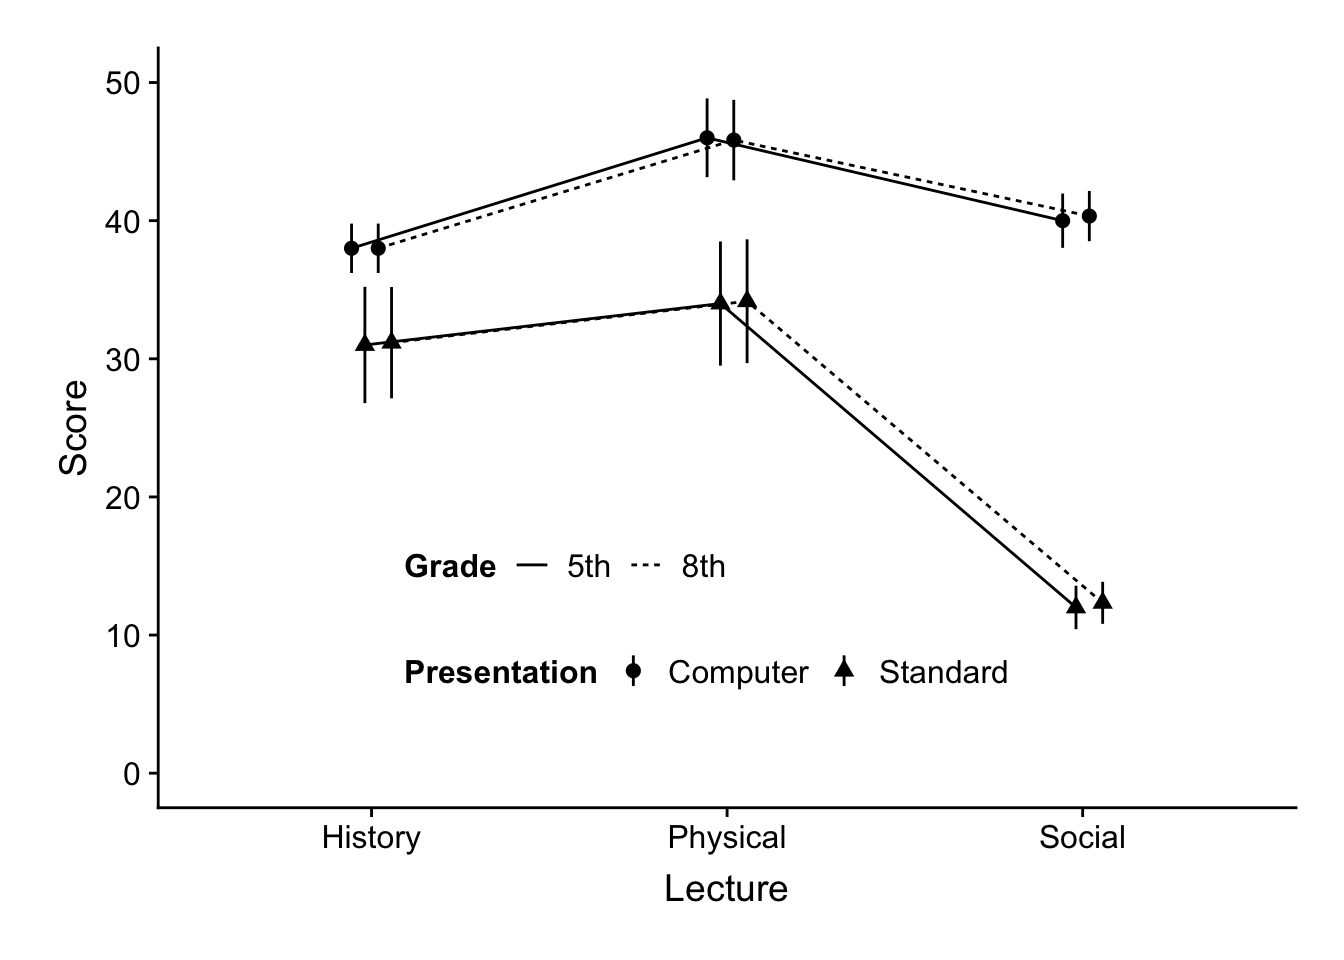 50
40
30
20
10
0
Score
Grade 5th 8th
Presentation Computer Standard
History Physical Social
Lecture